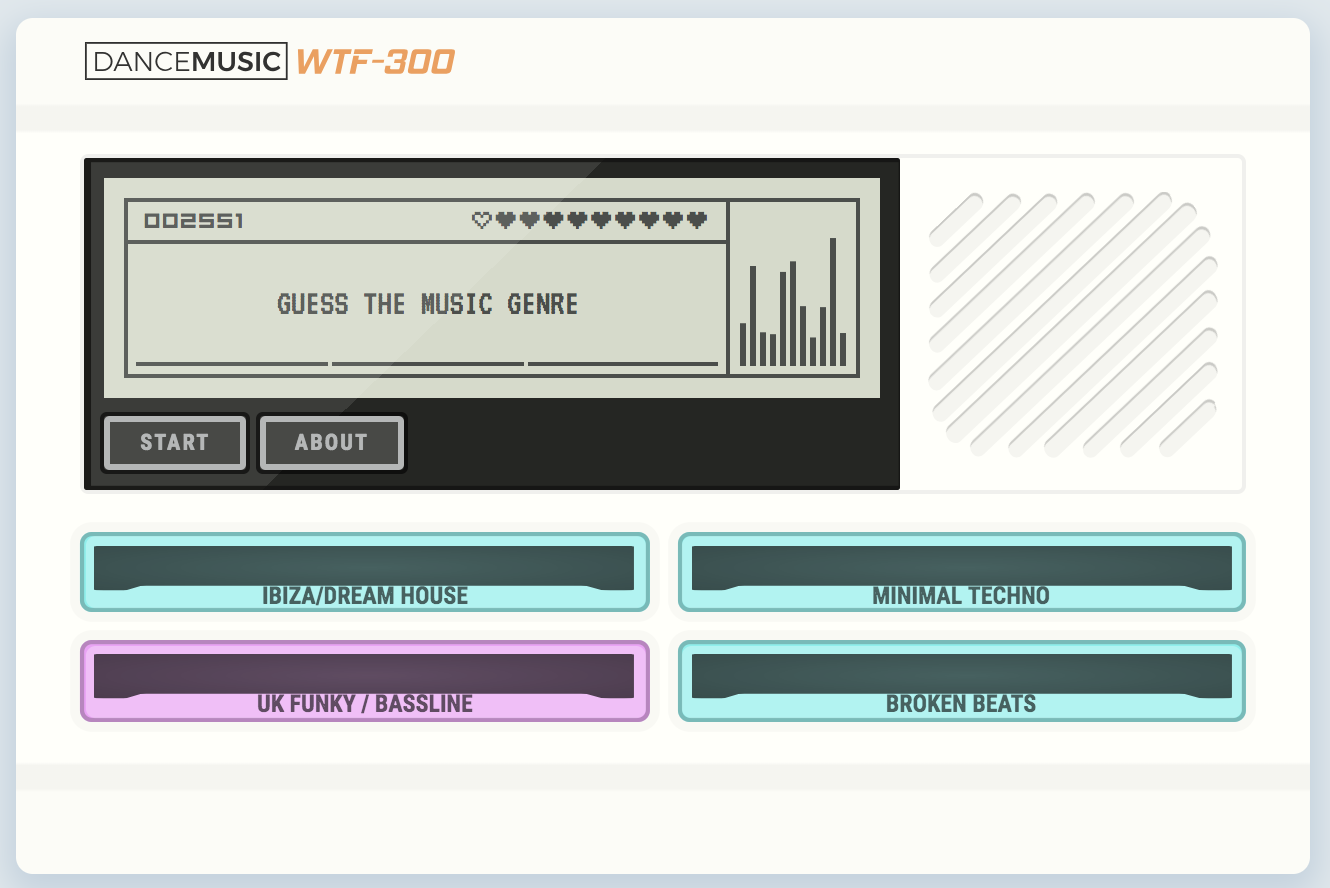 DANCEMUSIC WTF-300
002551
GUESS THE MUSIC GENRE
START ABOUT
IBIZA/DREAM HOUSE MINIMAL TECHNO
UK FUNKY / BASSLINE BROKEN BEATS